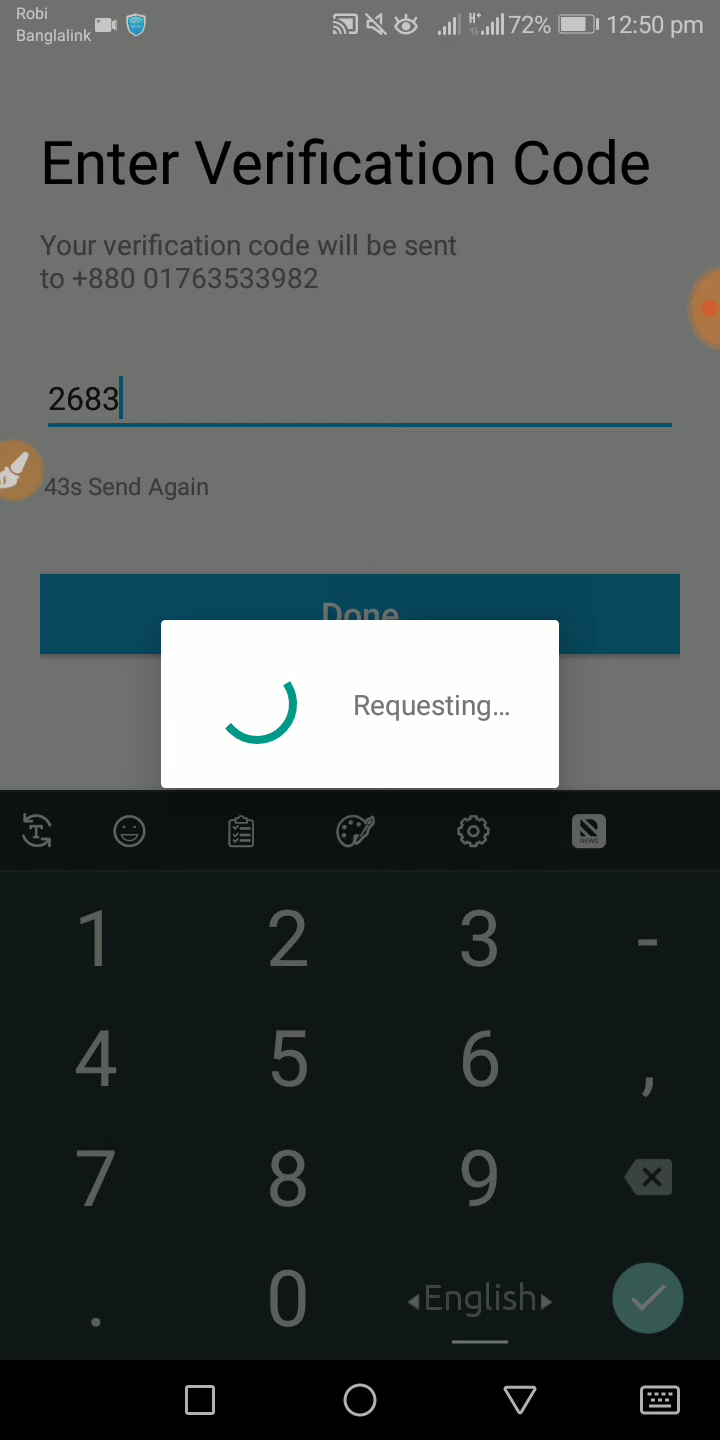 Robi
Banglalink
72% 12:50 pm
Enter Verification Code
Your verification code will be sent
to +880 01763533982
2683
43s Send Again
Done
Requesting...
T
NEWS
1 2 3 -
4 5 6 ,
7 8 9
. 0 English